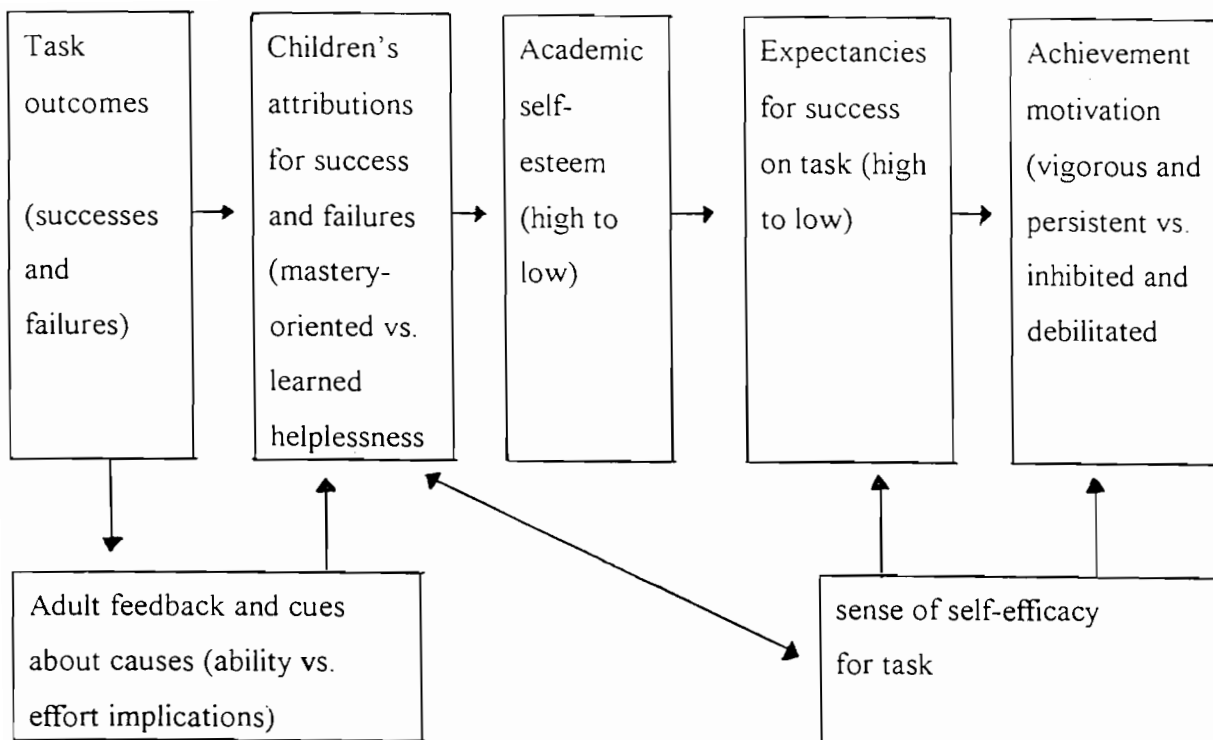 Task
outcomes
(successes
and
failures)
Children's
attributions
for success
and failures
(mastery-
oriented vs.
learned
helplessness
Academic
self-
esteem
(high to
low)
Expectancies
for success
on task (high
to low)
Achievement
motivation
(vigorous and
persistent vs.
inhibited and
debilitated
Adult feedback and cues
about causes (ability vs.
effort implications)
sense of self-efficacy
for task